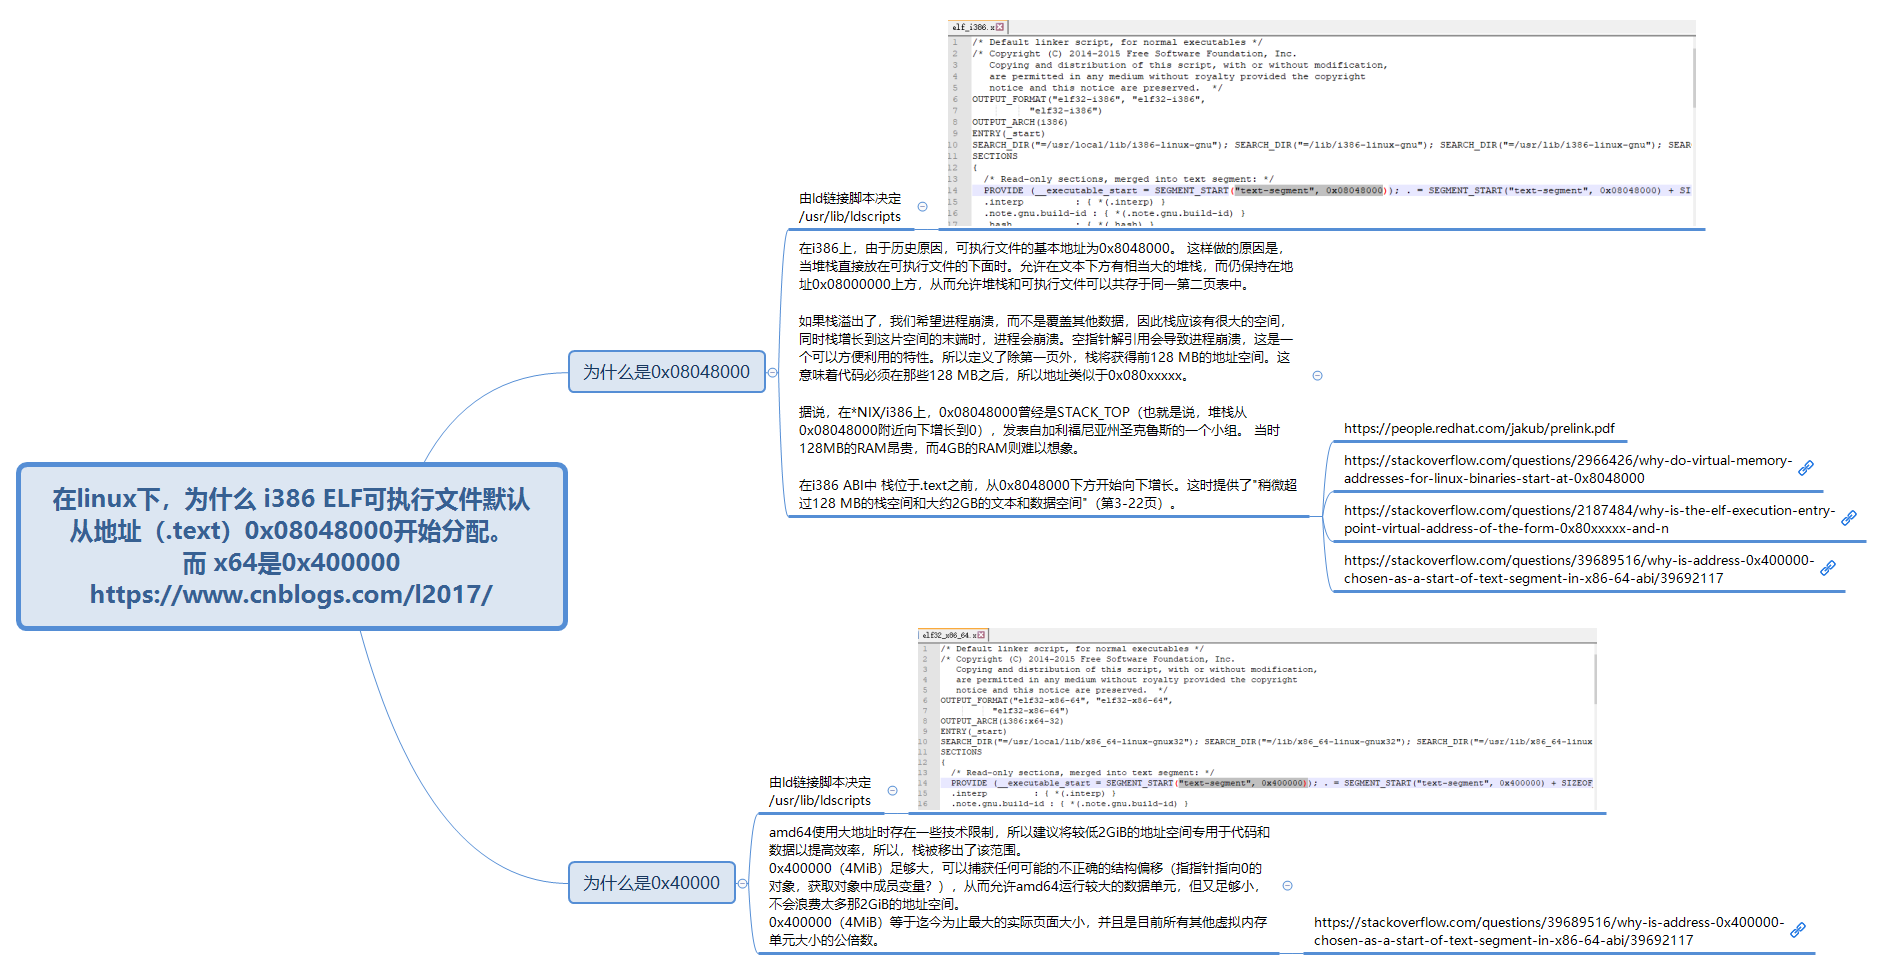 在linux下，为什么 i386 ELF可执行文件默认
从地址（.text）0x08048000开始分配。
而 x64是0x400000
https://www.cnblogs.com/l2017/
为什么是0x08048000
由ld链接脚本决定
/usr/lib/ldscripts
elf_i386.x
1 /* Default linker script, for normal executables */
2 /* Copyright (C) 2014-2015 Free Software Foundation, Inc.
3 Copying and distribution of this script, with or without modification,
4 are permitted in any medium without royalty provided the copyright
5 notice and this notice are preserved.  */
6 OUTPUT_FORMAT("elf32-i386", "elf32-i386",
7 "elf32-i386")
8 OUTPUT_ARCH(i386)
9 ENTRY(_start)
10 SEARCH_DIR("=/usr/local/lib/i386-linux-gnu"); SEARCH_DIR("=/lib/i386-linux-gnu"); SEARCH_DIR("=/usr/lib/i386-linux-gnu"); SEAR
11 SECTIONS
12 {
13 /* Read-only sections, merged into text segment: */
14 PROVIDE (__executable_start = SEGMENT_START("text-segment", 0x08048000)); . = SEGMENT_START("text-segment", 0x08048000) + SI
15 .interp : { *(.interp) }
16 .note.gnu.build-id : { *(.note.gnu.build-id) }
17 .hash : { *(.hash) }
在i386上，由于历史原因，可执行文件的基本地址为0x8048000。 这样做的原因是，
当堆栈直接放在可执行文件的下面时。允许在文本下方有相当大的堆栈，而仍保持在地
址0x08000000上方，从而允许堆栈和可执行文件可以共存于同一第二页表中。
如果栈溢出了，我们希望进程崩溃，而不是覆盖其他数据，因此栈应该有很大的空间，
同时栈增长到这片空间的末端时，进程会崩溃。空指针解引用会导致进程崩溃，这是一
个可以方便利用的特性。所以定义了除第一页外，栈将获得前128 MB的地址空间。这
意味着代码必须在那些128 MB之后，所以地址类似于0x080xxxxx。
据说，在*NIX/i386上，0x08048000曾经是STACK_TOP（也就是说，堆栈从
0x08048000附近向下增长到0），发表自加利福尼亚州圣克鲁斯的一个小组。 当时
128MB的RAM昂贵，而4GB的RAM则难以想象。
在i386 ABI中 栈位于.text之前，从0x8048000下方开始向下增长。这时提供了"稍微超
过128 MB的栈空间和大约2GB的文本和数据空间"（第3-22页）。
https://people.redhat.com/jakub/prelink.pdf
https://stackoverflow.com/questions/2966426/why-do-virtual-memory-
addresses-for-linux-binaries-start-at-0x8048000
https://stackoverflow.com/questions/2187484/why-is-the-elf-execution-entry-
point-virtual-address-of-the-form-0x80xxxxx-and-n
https://stackoverflow.com/questions/39689516/why-is-address-0x400000-
chosen-as-a-start-of-text-segment-in-x86-64-abi/39692117
为什么是0x40000
由ld链接脚本决定
/usr/lib/ldscripts
elf32_x86_64.x
1 /* Default linker script, for normal executables */
2 /* Copyright (C) 2014-2015 Free Software Foundation, Inc.
3 Copying and distribution of this script, with or without modification,
4 are permitted in any medium without royalty provided the copyright
5 notice and this notice are preserved.  */
6 OUTPUT_FORMAT("elf32-x86-64", "elf32-x86-64",
7 "elf32-x86-64")
8 OUTPUT_ARCH(i386:x64-32)
9 ENTRY(_start)
10 SEARCH_DIR("=/usr/local/lib/x86_64-linux-gnux32"); SEARCH_DIR("=/lib/x86_64-linux-gnux32"); SEARCH_DIR("=/usr/lib/x86_64-linux
11 SECTIONS
12 {
13 /* Read-only sections, merged into text segment: */
14 PROVIDE (__executable_start = SEGMENT_START("text-segment", 0x400000)); . = SEGMENT_START("text-segment", 0x400000) + SIZEOF
15 .interp : { *(.interp) }
16 .note.gnu.build-id : { *(.note.gnu.build-id) }
amd64使用大地址时存在一些技术限制，所以建议将较低2GiB的地址空间专用于代码和
数据以提高效率，所以，栈被移出了该范围。
0x400000（4MiB）足够大，可以捕获任何可能的不正确的结构偏移（指指针指向0的
对象，获取对象中成员变量？），从而允许amd64运行较大的数据单元，但又足够小，
不会浪费太多那2GiB的地址空间。
0x400000（4MiB）等于迄今为止最大的实际页面大小，并且是目前所有其他虚拟内存
单元大小的公倍数。
https://stackoverflow.com/questions/39689516/why-is-address-0x400000-
chosen-as-a-start-of-text-segment-in-x86-64-abi/39692117